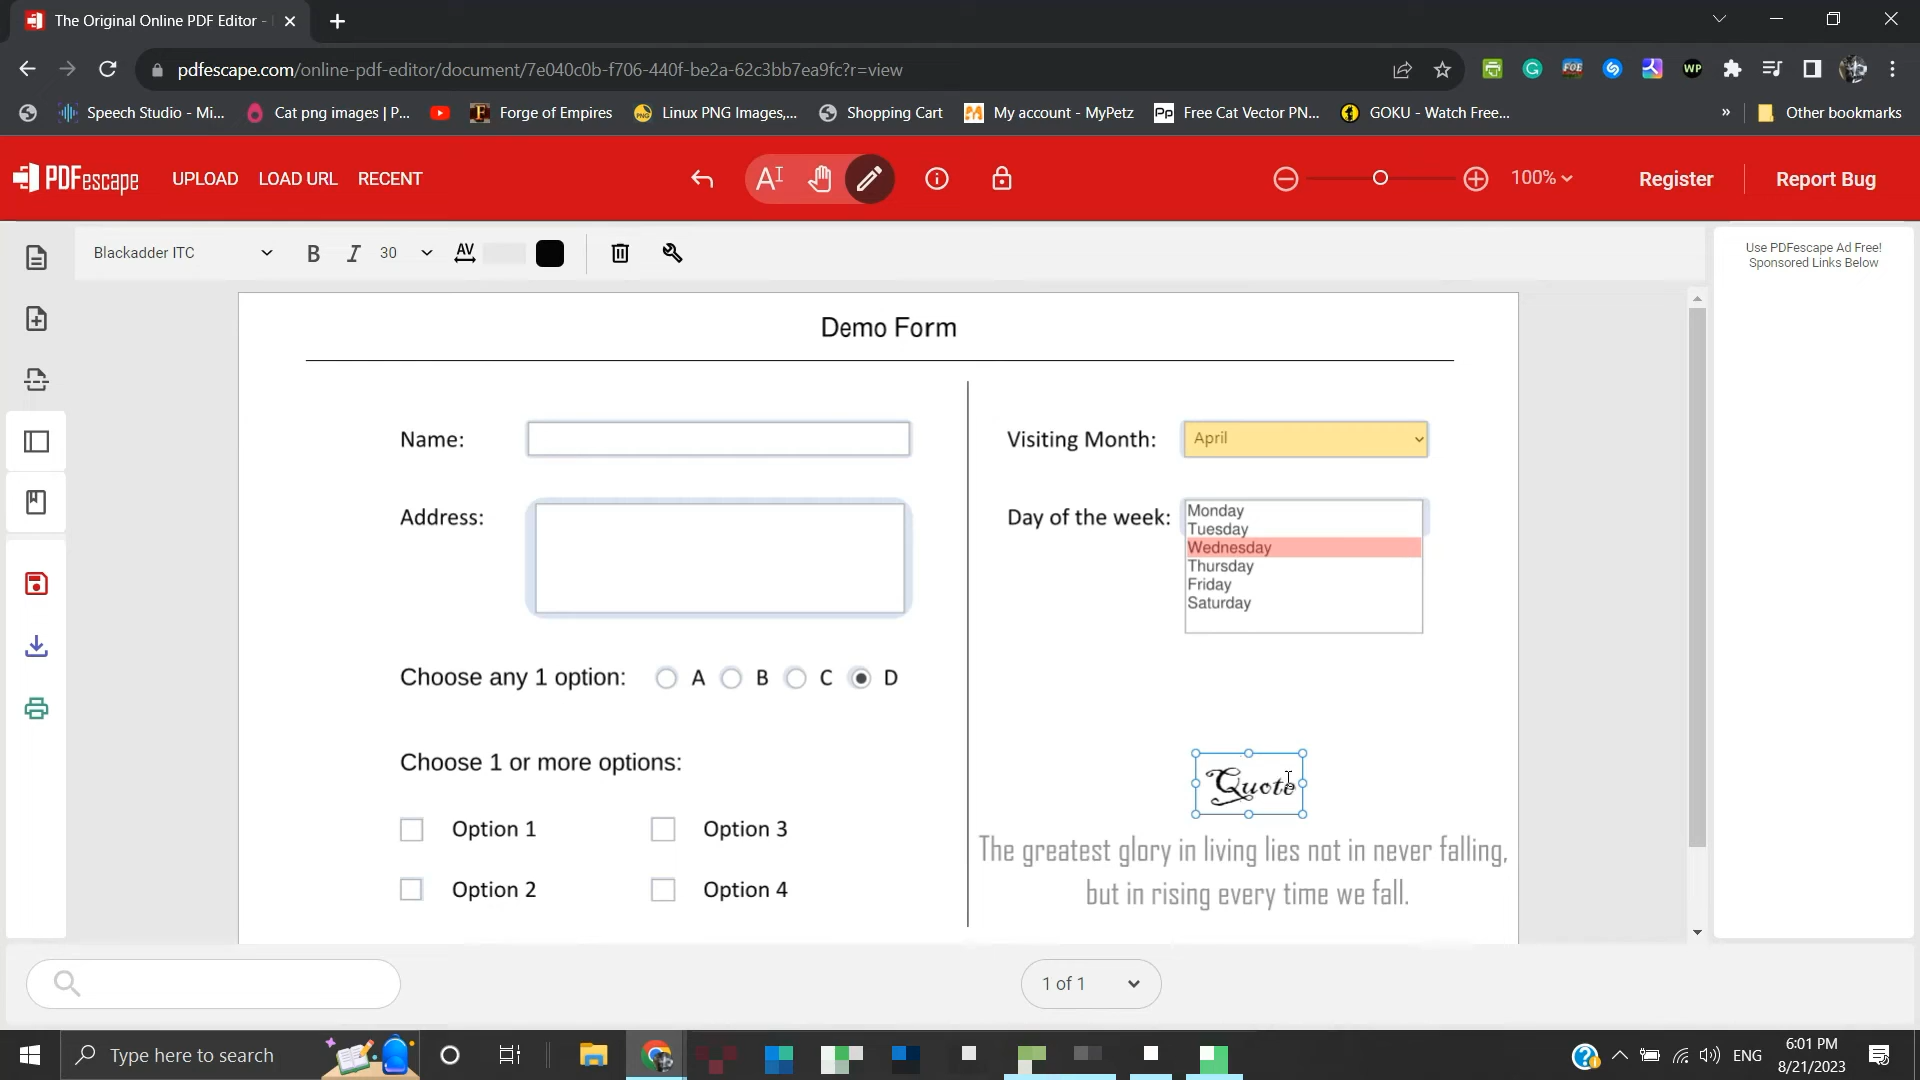 The Original Online PDF Editor -
pdfescape.com/online-pdf-editor/document/7e040c0b-f706-440f-be2a-62c3bb7ea9fc?r=view
FOE
WP
Speech Studio - Mi...
Cat png images | P...
Forge of Empires
PNG
Linux PNG Images,...
Shopping Cart
My account - MyPetz
Pp
Free Cat Vector PN...
GOKU - Watch Free...
»
Other bookmarks
PDFescape
UPLOAD
LOAD URL
RECENT
A
100%
Register
Report Bug
Blackadder ITC
B
I
30
AV
Use PDFescape Ad Free!
Sponsored Links Below
Demo Form
Name:
Address:
Choose any 1 option:
A
B
C
D
Choose 1 or more options:
Option 1
Option 3
Option 2
Option 4
Visiting Month:
April
Day of the week:
Monday
Tuesday
Wednesday
Thursday
Friday
Saturday
Quote
The greatest glory in living lies not in never falling,
but in rising every time we fall.
1 of 1
Type here to search
ENG
6:01 PM
8/21/2023